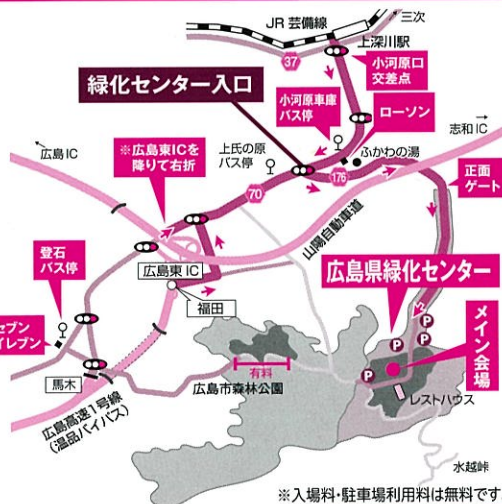 JR 芸備線
三次
上深川駅
37
小河原口
交差点
緑化センター入口
小河原車庫
バス停
ローソン
志和IC
広島IC
※広島東ICを
降りて右折
上氏の原
バス停
ふかわの湯
176
70
正面
ゲート
山陽自動車道
登石
バス停
広島東 IC
広島県緑化センター
福田
セブン
イレブン
P
P
P
メイン
会場
有料
P
馬木
広島市森林公園
レストハウス
広島高速1号線
(温品バイパス)
水越峠
※入場料・駐車場利用料は無料です